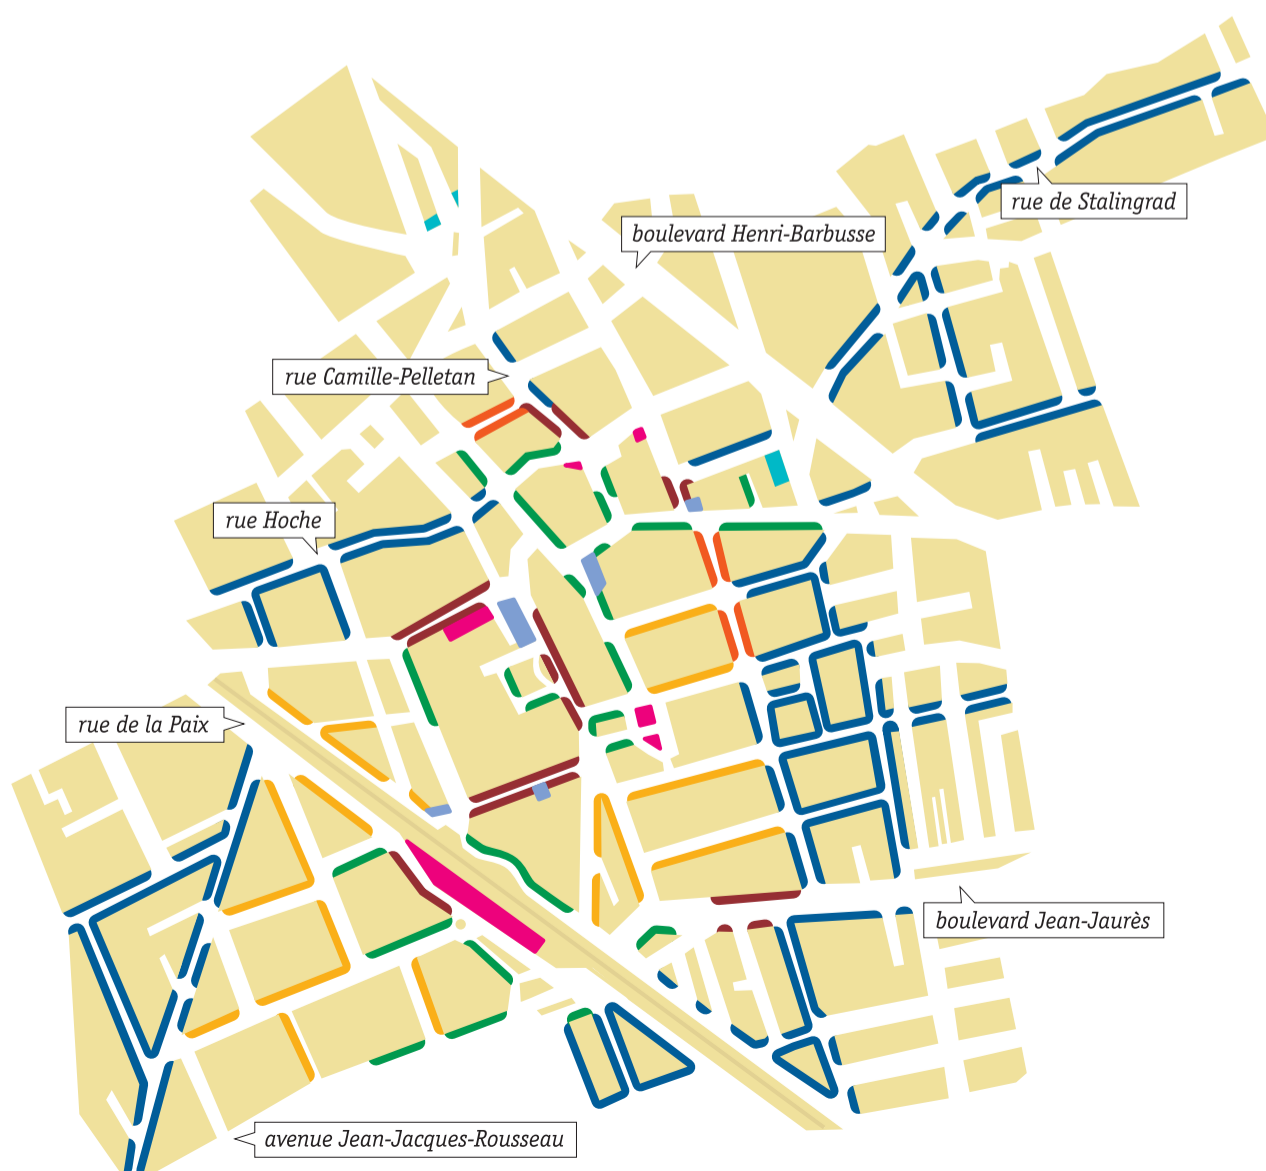 rue de Stalingrad
boulevard Henri-Barbusse
rue Camille-Pelletan
rue Hoche
rue de la Paix
boulevard Jean-Jaurès
avenue Jean-Jacques-Rousseau